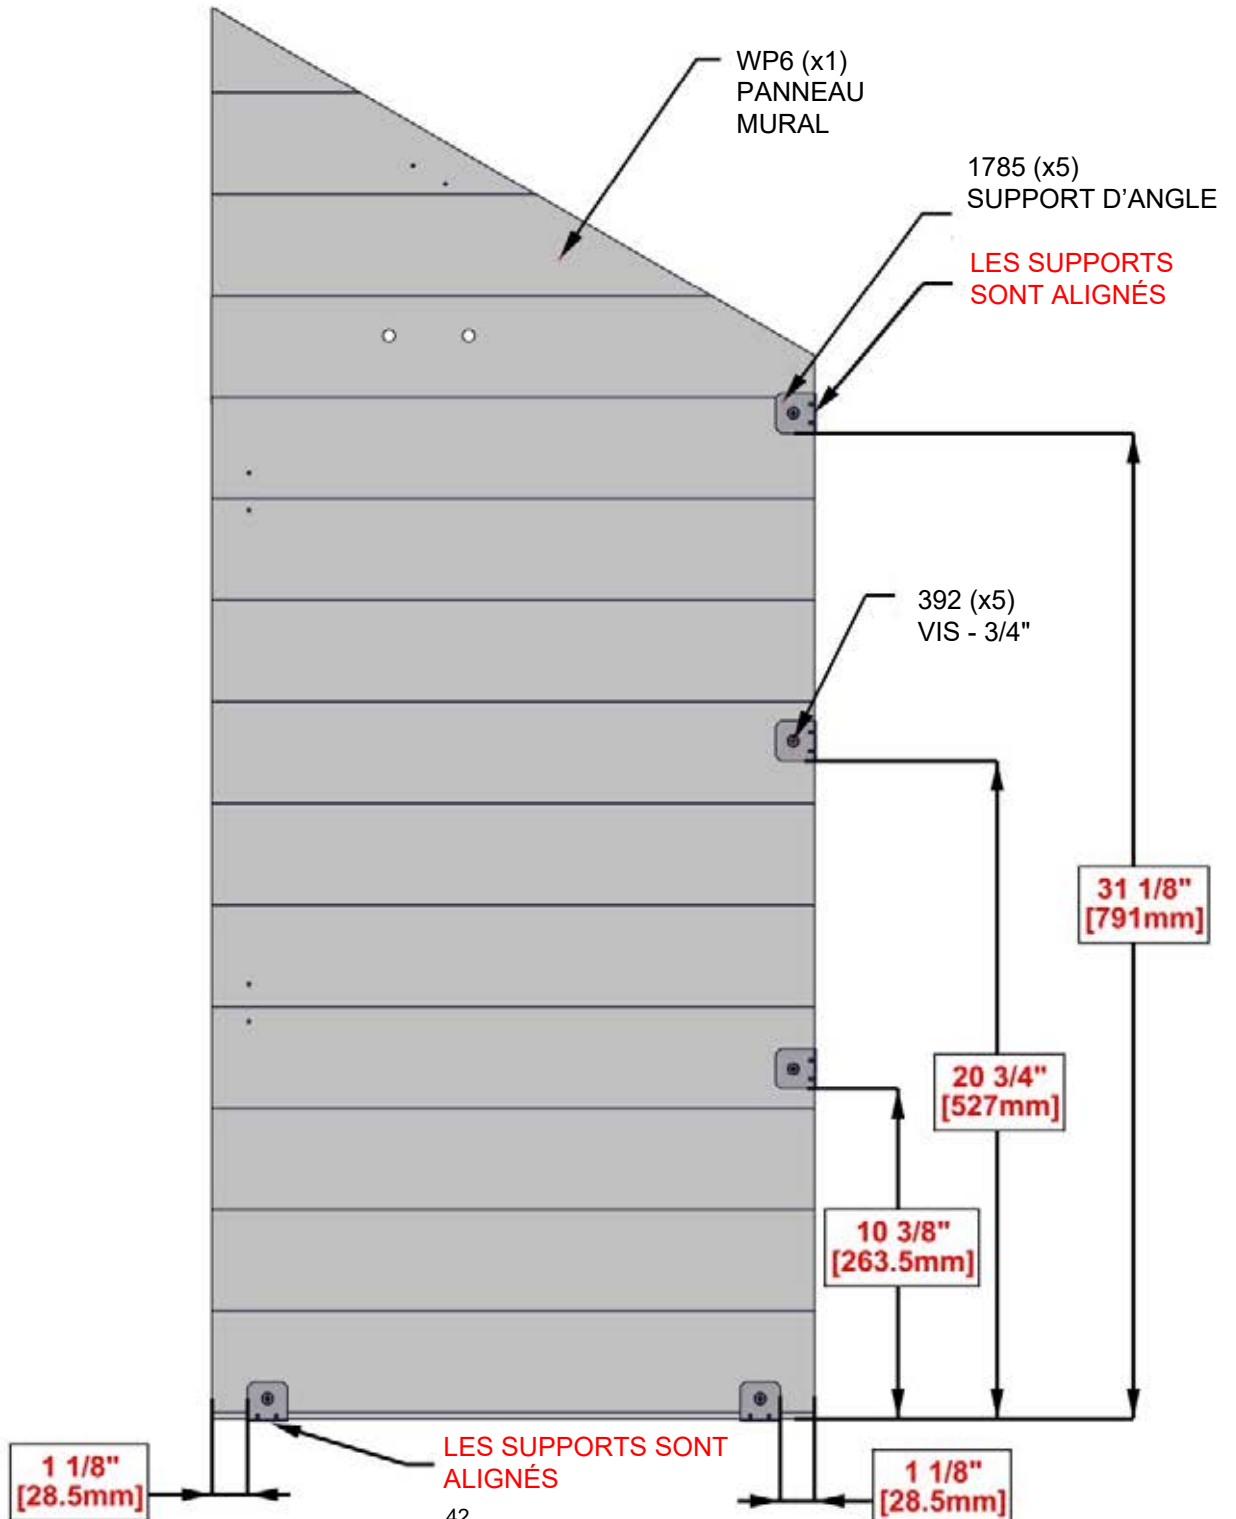 WP6 (x1)
PANNEAU
MURAL
1785 (x5)
SUPPORT D’ANGLE
LES SUPPORTS
SONT ALIGNÉS
392 (x5)
VIS - 3/4"
31 1/8"
[791mm]
20 3/4"
[527mm]
10 3/8"
[263.5mm]
LES SUPPORTS SONT
ALIGNÉS
1 1/8"
[28.5mm]
1 1/8"
[28.5mm]
42